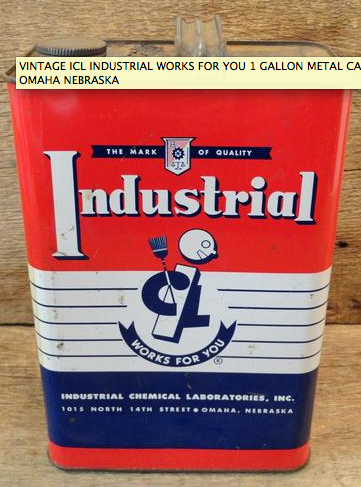 VINTAGE ICL INDUSTRIAL WORKS FOR YOU 1 GALLON METAL CA
OMAHA NEBRASKA
THE MARK OF QUALITY
Industrial
ICL
WORKS FOR YOU
®
INDUSTRIAL CHEMICAL LABORATORIES, INC.
1015 NORTH 14TH STREET • OMAHA, NEBRASKA